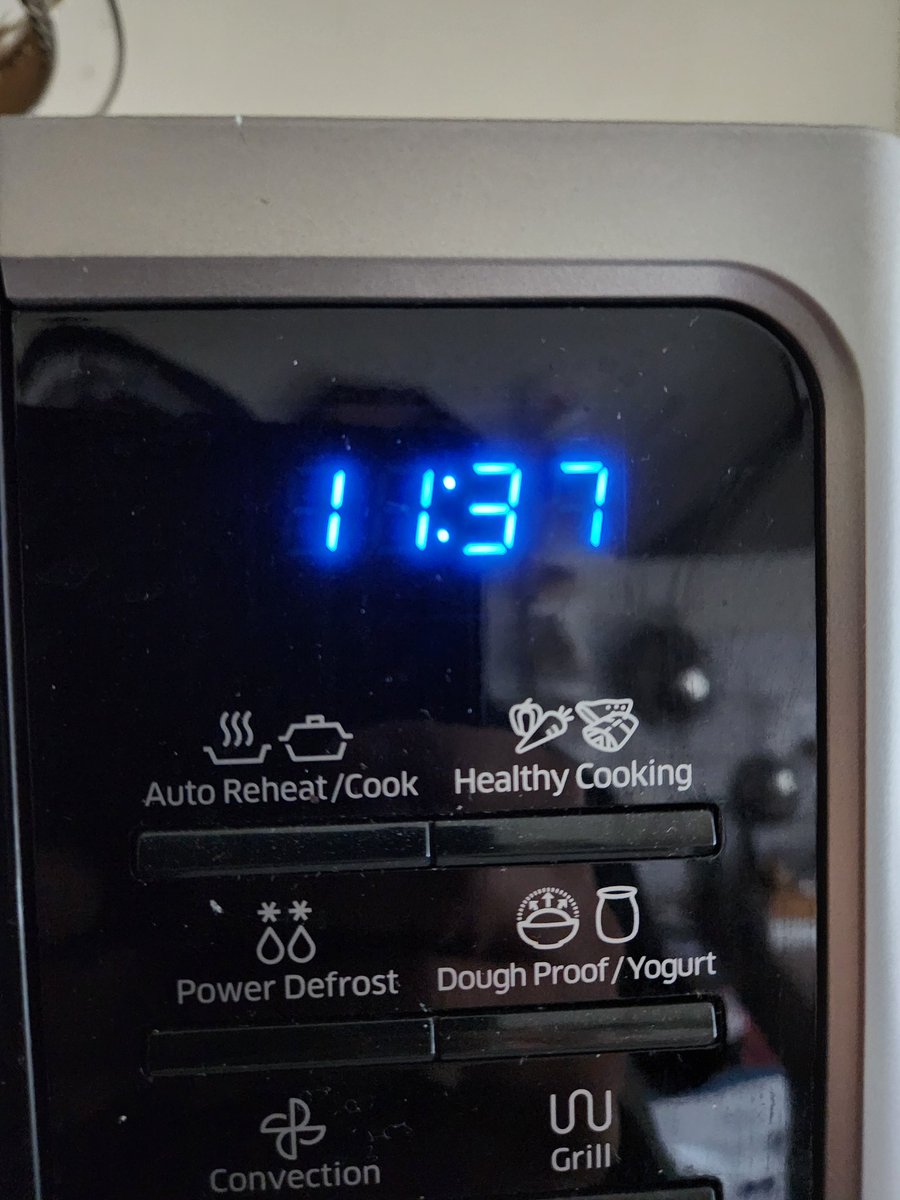 11:37
Auto Reheat/Cook
Healthy Cooking
Power Defrost
Dough Proof/Yogurt
Convection
Grill